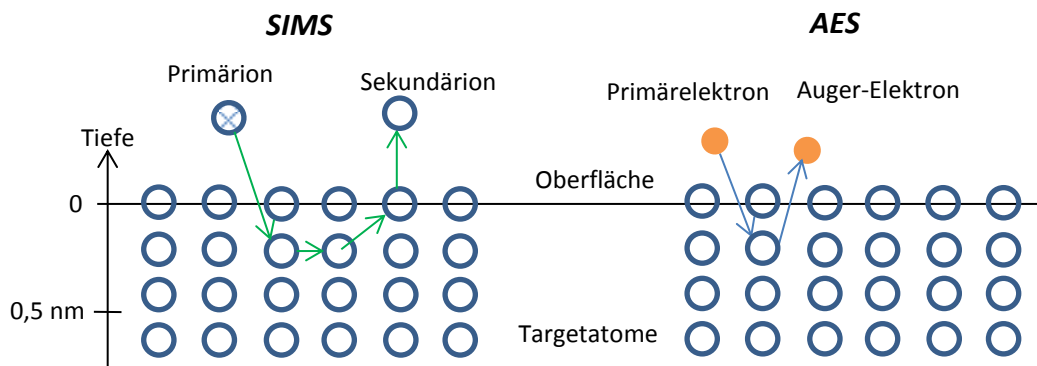 SIMS
AES
Primärion
Sekundärion
Primärelektron
Auger-Elektron
Tiefe
Oberfläche
0
0,5 nm
Targetatome